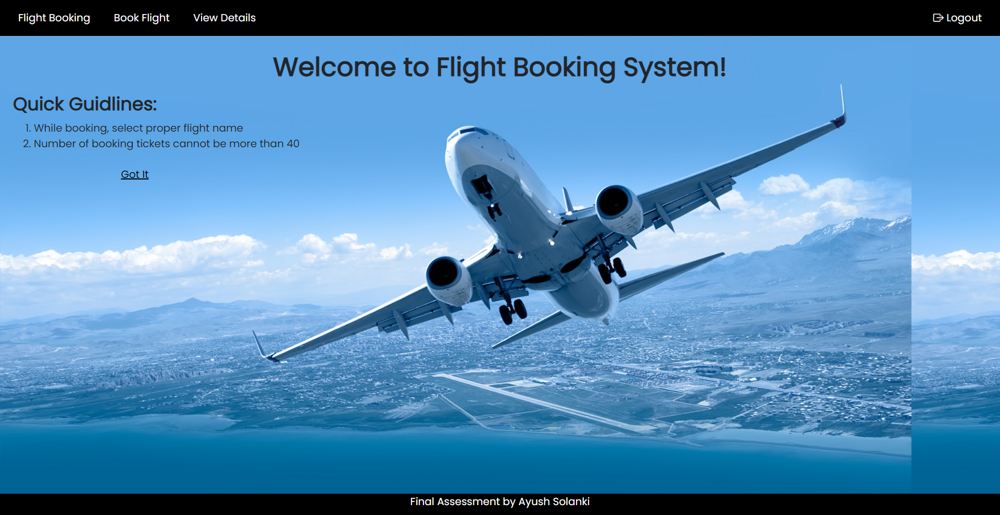 Flight Booking Book Flight View Details Logout
Welcome to Flight Booking System!
Quick Guidlines:
1. While booking, select proper flight name
2. Number of booking tickets cannot be more than 40
Got It
Final Assessment by Ayush Solanki